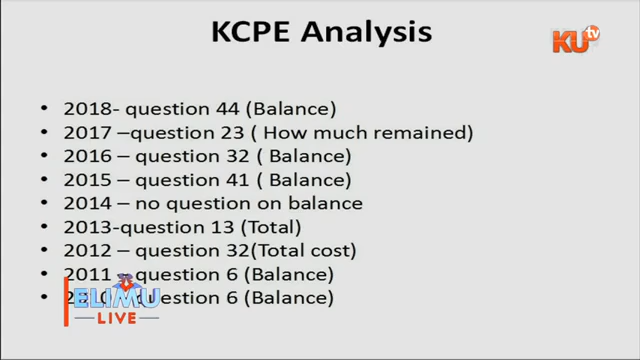 KCPE Analysis
KU tv
• 2018- question 44 (Balance)
• 2017 –question 23 ( How much remained)
• 2016 – question 32 ( Balance)
• 2015 – question 41 ( Balance)
• 2014 – no question on balance
• 2013-question 13 (Total)
• 2012 – question 32(Total cost)
• 2011 – question 6 (Balance)
• question 6 (Balance)
ELIMU
LIVE